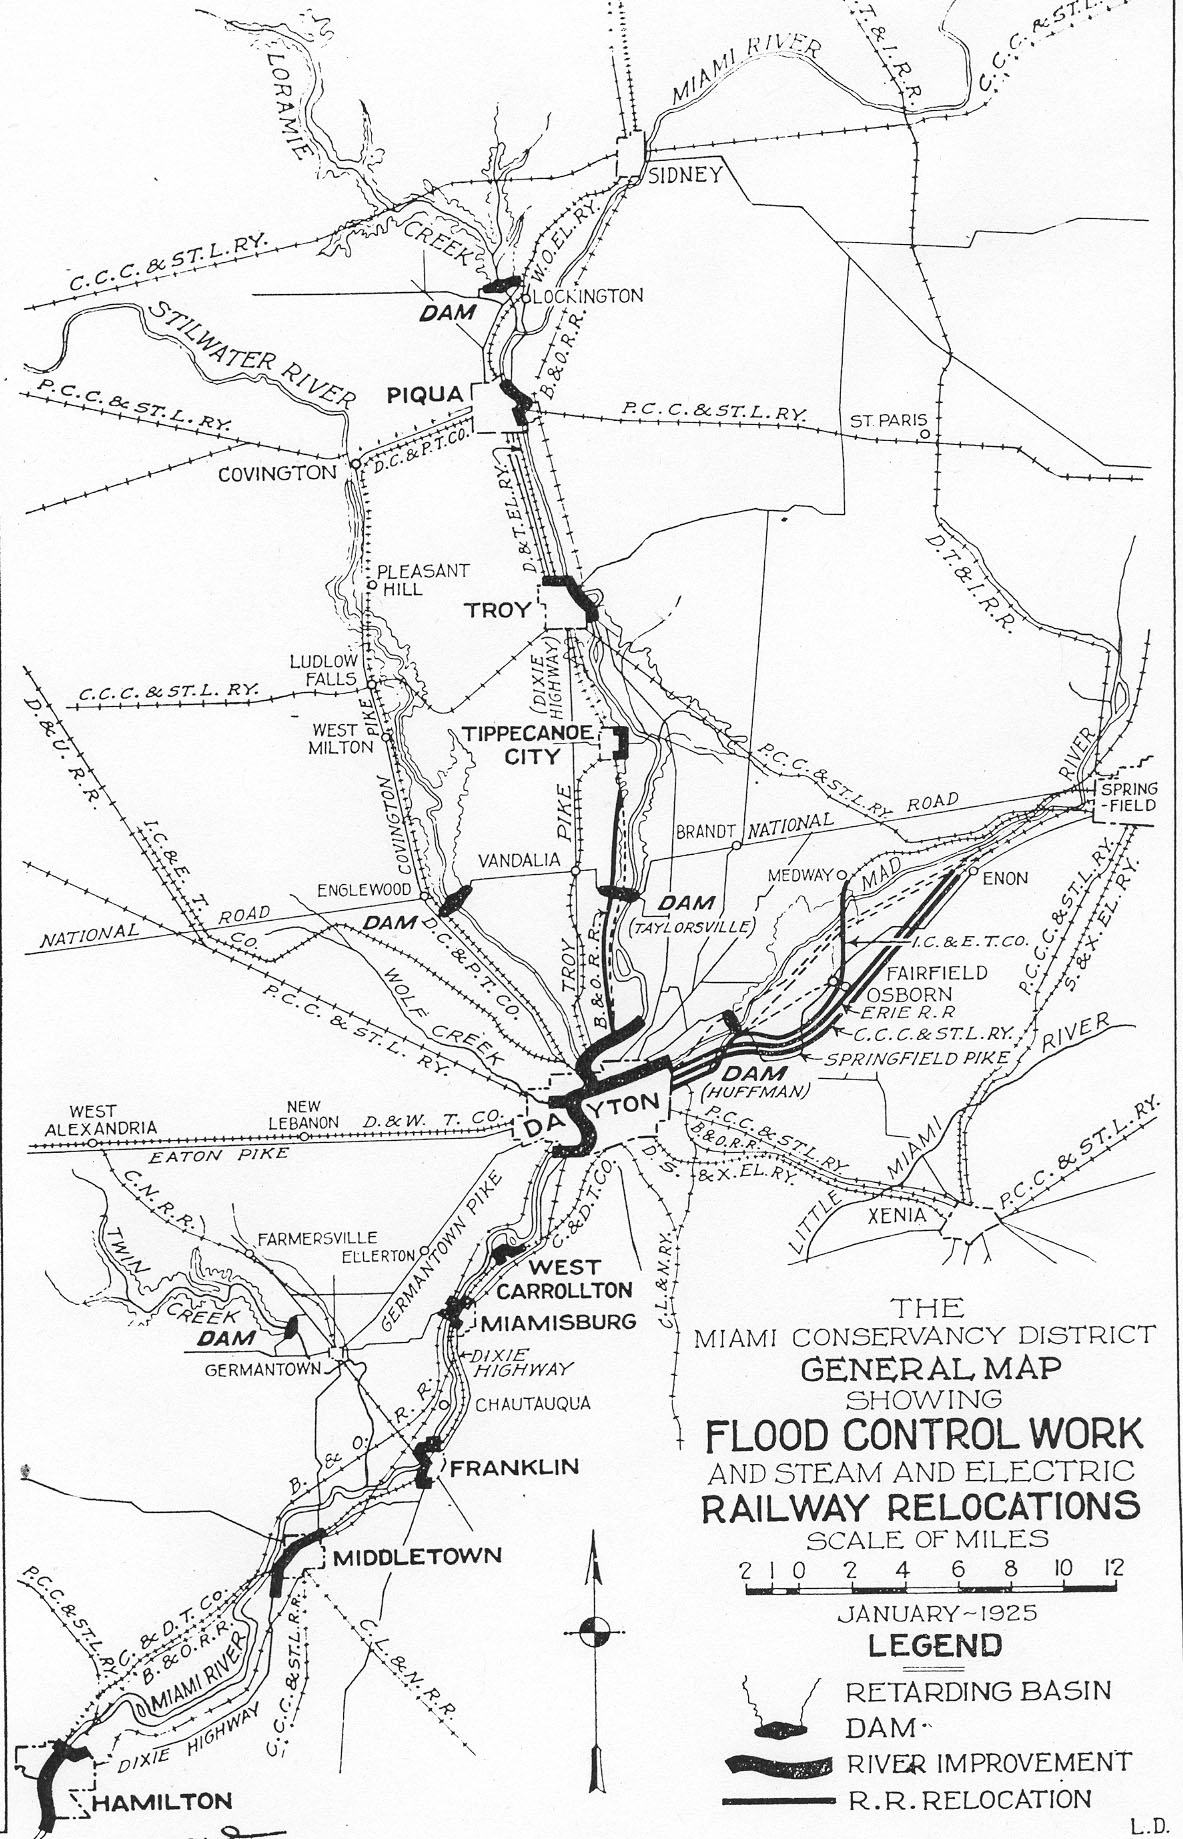 LORAMIE
CREEK
MIAMI RIVER
D.T.& I.R.R.
C.C.C. & ST.L.
SIDNEY
C.C.C. & ST.L. RY.
W.O.EL.RY.
LOCKINGTON
DAM
B.& O.R.R.
STILWATER RIVER
PIQUA
P.C.C.& ST.L. RY.
P.C.C. & ST.L. RY.
ST. PARIS
COVINGTON
D.C.& P.T.CO.
D.& T.EL.RY.
D.T.& I.R.R.
PLEASANT
HILL
TROY
LUDLOW
FALLS
C.C.C. & ST.L. RY.
(DIXIE
HIGHWAY)
D.& U.R.R.
WEST
MILTON
COVINGTON PIKE
TIPPECANOE
CITY
P.C.C.& ST.L.RY.
RIVER
SPRING
-FIELD
I.C.& E.T.
CO.
TROY PIKE
BRANDT
NATIONAL ROAD
VANDALIA
MEDWAY
MAD
ENON
ENGLEWOOD
DAM
NATIONAL ROAD
D.C.& P.T.CO.
DAM
(TAYLORSVILLE)
I.C.& E.T.CO.
P.C.C.& ST.L.RY.
S.& X.EL.RY.
WOLF CREEK
P.C.C. & ST.L. RY.
B.& O.R.R.
FAIRFIELD
OSBORN
ERIE R.R
C.C.C.& ST.L.RY.
SPRINGFIELD PIKE
DAM
(HUFFMAN)
DAYTON
WEST
ALEXANDRIA
NEW
LEBANON
D.& W. T. CO.
EATON PIKE
P.C.C.& ST.L.RY.
B.& O.R.R.
D.S. & X.EL.RY.
LITTLE MIAMI RIVER
P.C.C. & ST.L.RY.
XENIA
C.N.R.R.
TWIN
CREEK
DAM
FARMERSVILLE
ELLERTON
GERMANTOWN PIKE
C.& D.T.CO.
C.L.& N.RY.
WEST
CARROLLTON
MIAMISBURG
GERMANTOWN
DIXIE
HIGHWAY
CHAUTAUQUA
B. & O. R. R.
FRANKLIN
MIDDLETOWN
P.C.C.& ST.L.RY.
C. & D.T. CO.
B.& O.R.R.
MIAMI RIVER
DIXIE HIGHWAY
C.C.C.& ST.L.R.R.
C.L.& N.R.R.
HAMILTON
THE
MIAMI CONSERVANCY DISTRICT
GENERAL MAP
SHOWING
FLOOD CONTROL WORK
AND STEAM AND ELECTRIC
RAILWAY RELOCATIONS
SCALE OF MILES
2 1 0 2 4 6 8 10 12
JANUARY~1925
LEGEND
RETARDING BASIN
DAM
RIVER IMPROVEMENT
R.R. RELOCATION
L.D.